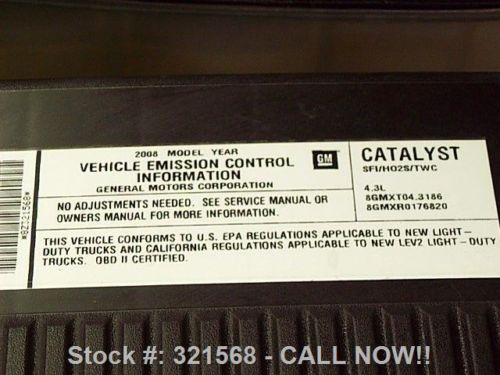 2008 MODEL YEAR
VEHICLE EMISSION CONTROL
INFORMATION
GENERAL MOTORS CORPORATION
GM
CATALYST
SFI/HO2S/TWC
4.3L
8GMXT04.3186
8GMXR0176820
NO ADJUSTMENTS NEEDED. SEE SERVICE MANUAL OR
OWNERS MANUAL FOR MORE INFORMATION.
THIS VEHICLE CONFORMS TO U.S. EPA REGULATIONS APPLICABLE TO NEW LIGHT-
DUTY TRUCKS AND CALIFORNIA REGULATIONS APPLICABLE TO NEW LEV2 LIGHT-DUTY
TRUCKS. OBD II CERTIFIED.
*8Z321568*
Stock #: 321568 - CALL NOW!!